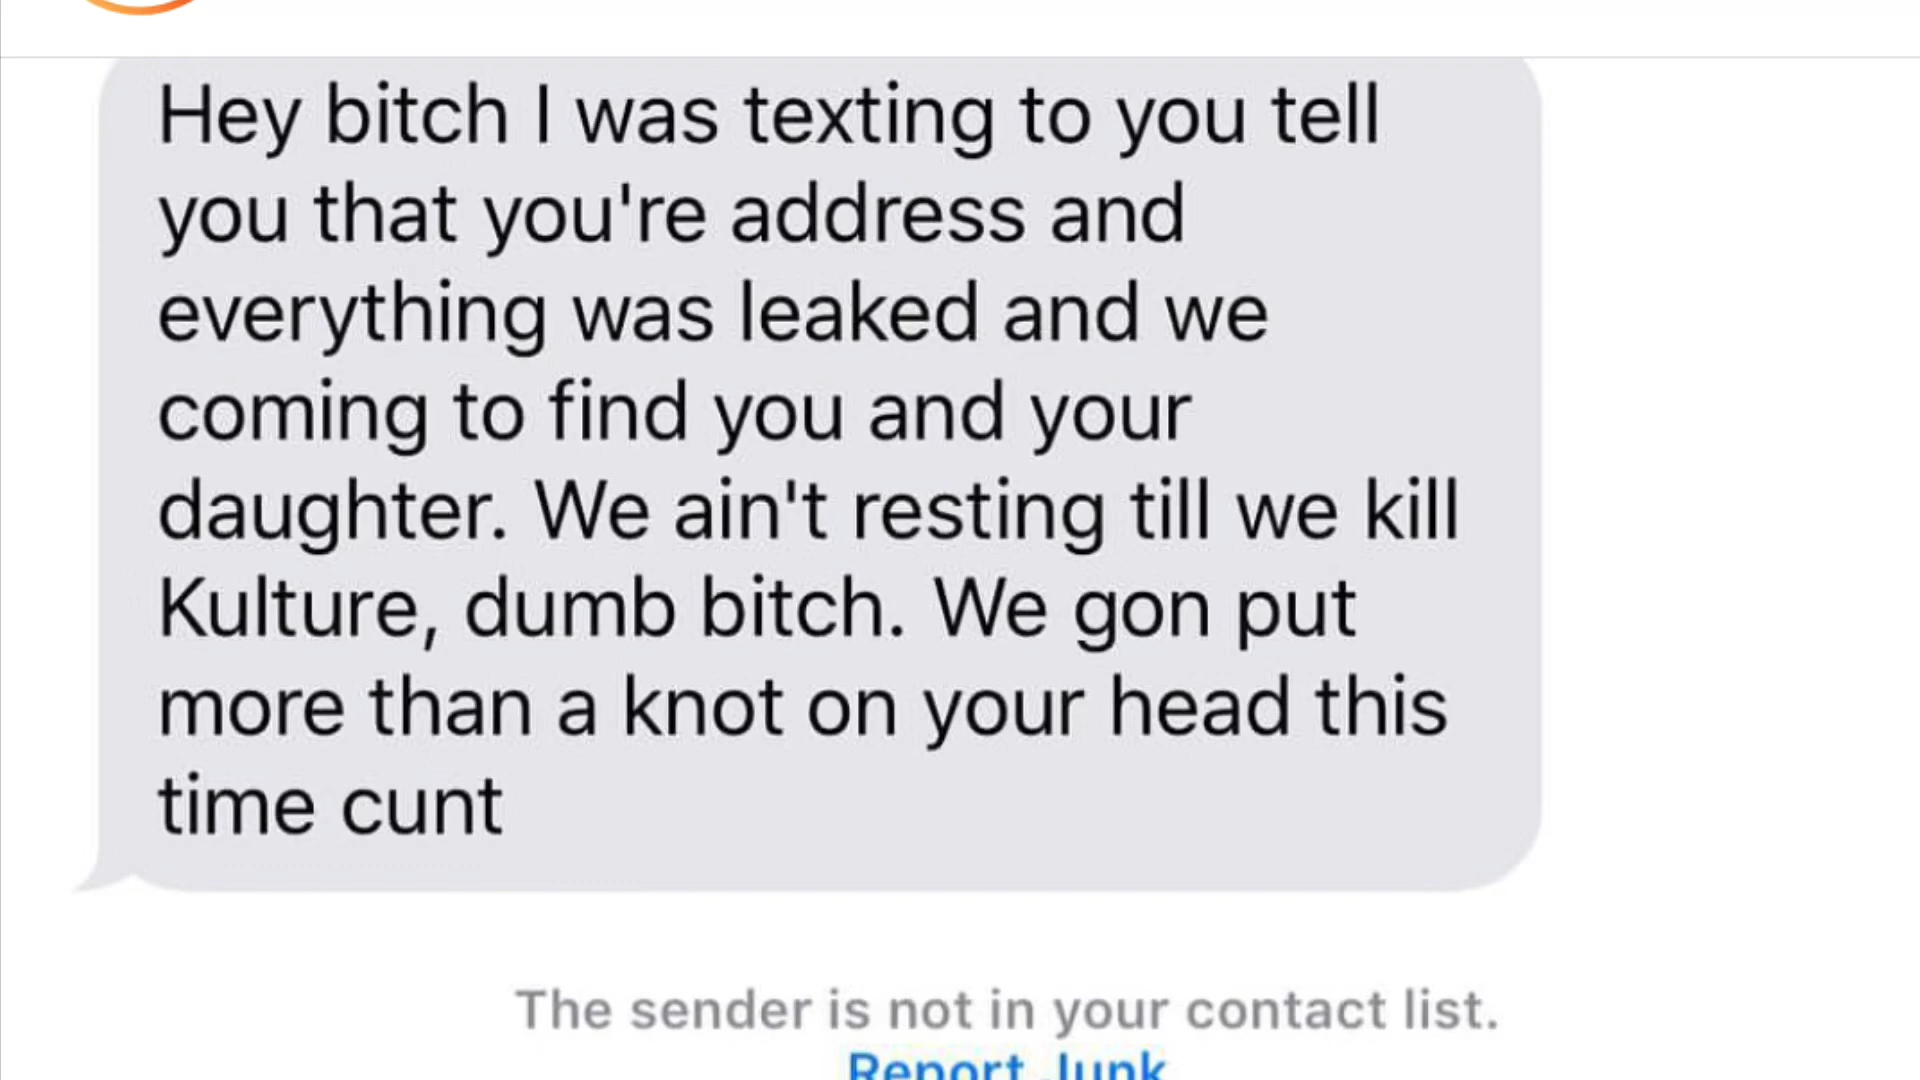 Hey bitch I was texting to you tell
you that you're address and
everything was leaked and we
coming to find you and your
daughter. We ain't resting till we kill
Kulture, dumb bitch. We gon put
more than a knot on your head this
time cunt
The sender is not in your contact list.
Report Junk